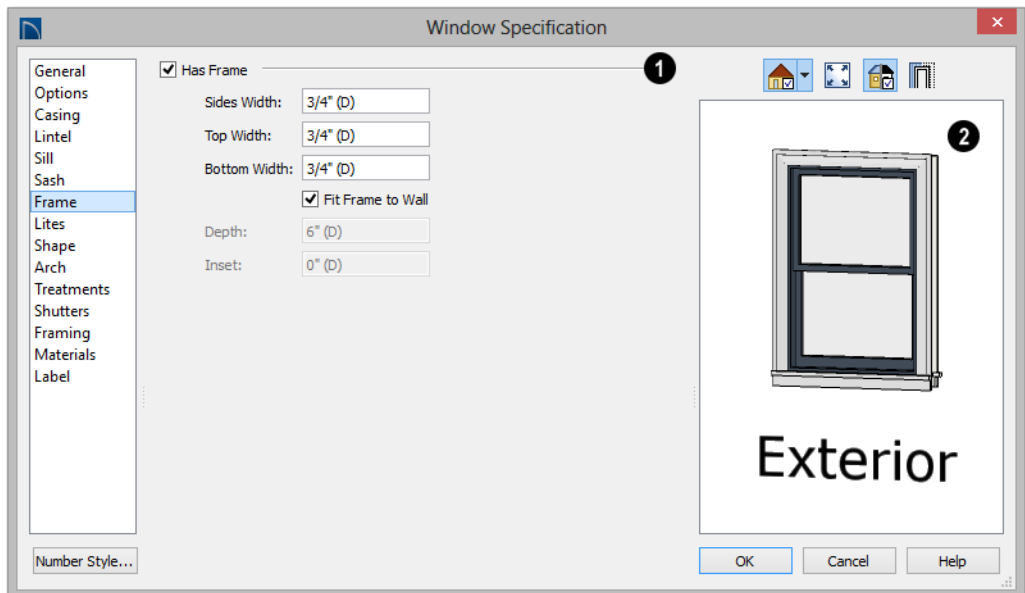 Window Specification
General
Options
Casing
Lintel
Sill
Sash
Frame
Lites
Shape
Arch
Treatments
Shutters
Framing
Materials
Label
Number Style...
Has Frame
1
Sides Width: 3/4" (D)
Top Width: 3/4" (D)
Bottom Width: 3/4" (D)
Fit Frame to Wall
Depth: 6" (D)
Inset: 0" (D)
2
Exterior
OK Cancel Help